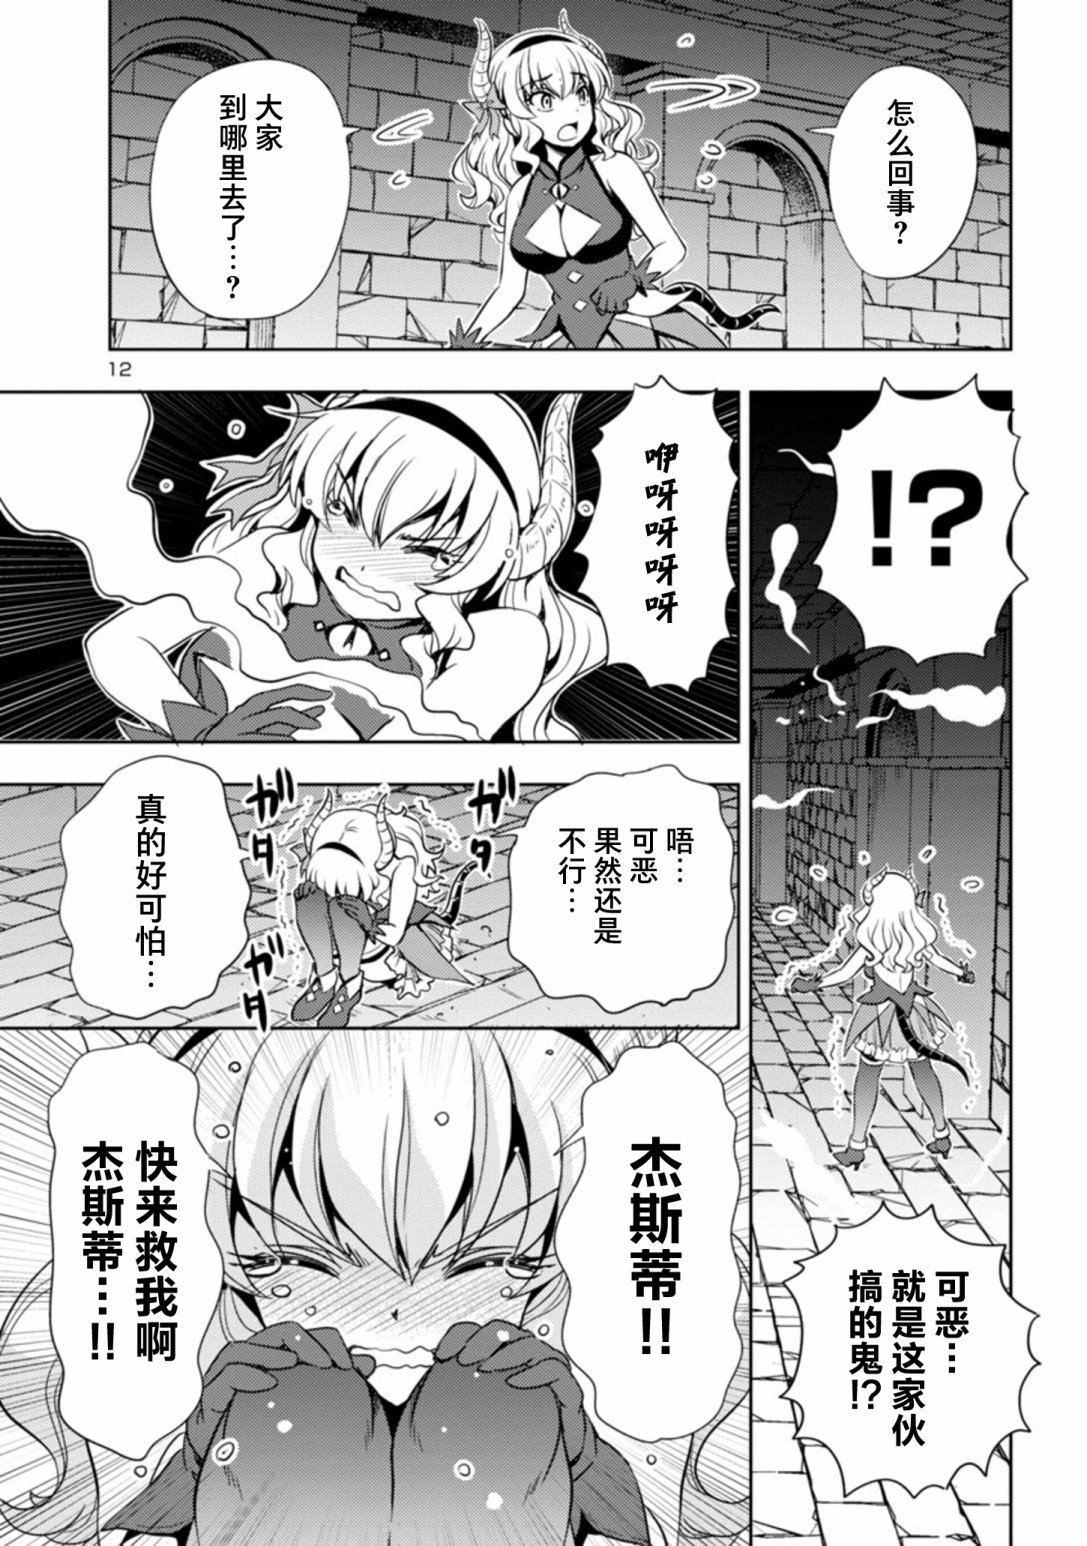 怎么回事?
大家
到哪里去了…?
12
!?
可恶…
就是这家伙
搞的鬼!?
咿呀呀呀呀
唔…
可恶
果然还是
不行…
ガタ
ガタ
ガタ
ガタ
真的好可怕…
杰斯蒂!!
快来救我啊
杰斯蒂…!!